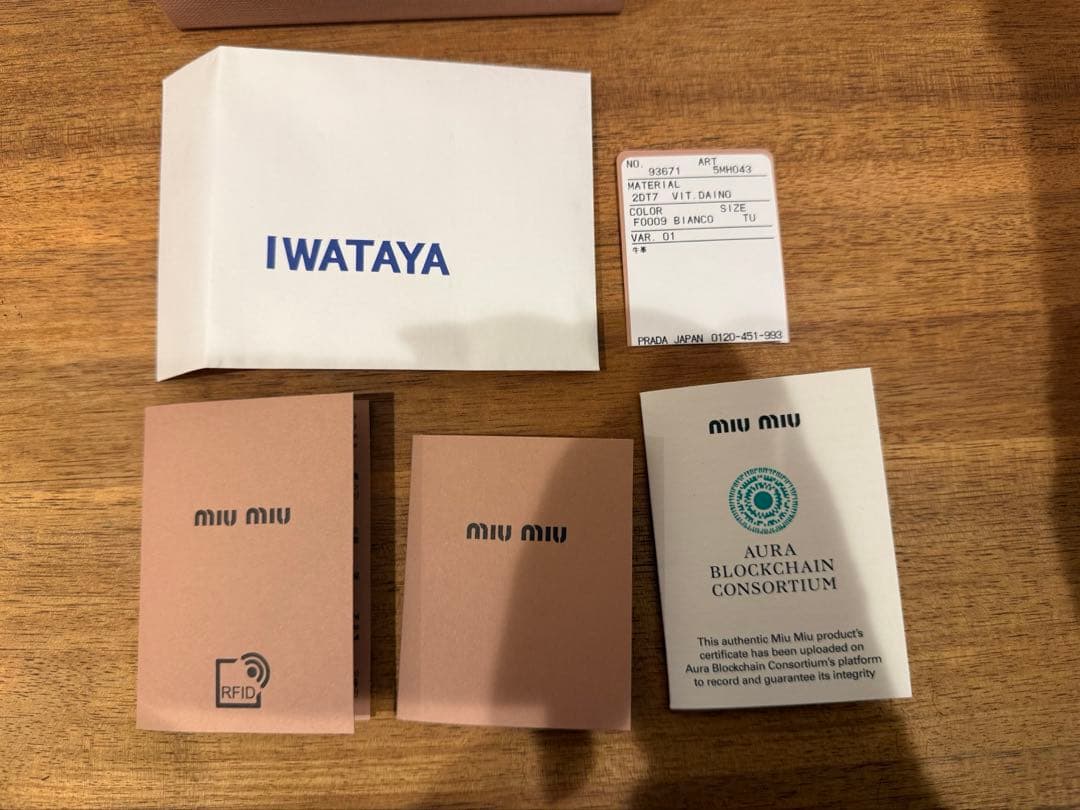 IWATAYA
NO. ART
93671 5MH043
MATERIAL
2DT7 VIT.DAINO
COLOR SIZE
F0009 BIANCO TU
VAR. 01
牛革
PRADA JAPAN 0120-451-993
miu miu
RFID
miu miu
miu miu
AURA
BLOCKCHAIN
CONSORTIUM
This authentic Miu Miu product's
certificate has been uploaded on
Aura Blockchain Consortium's platform
to record and guarantee its integrity